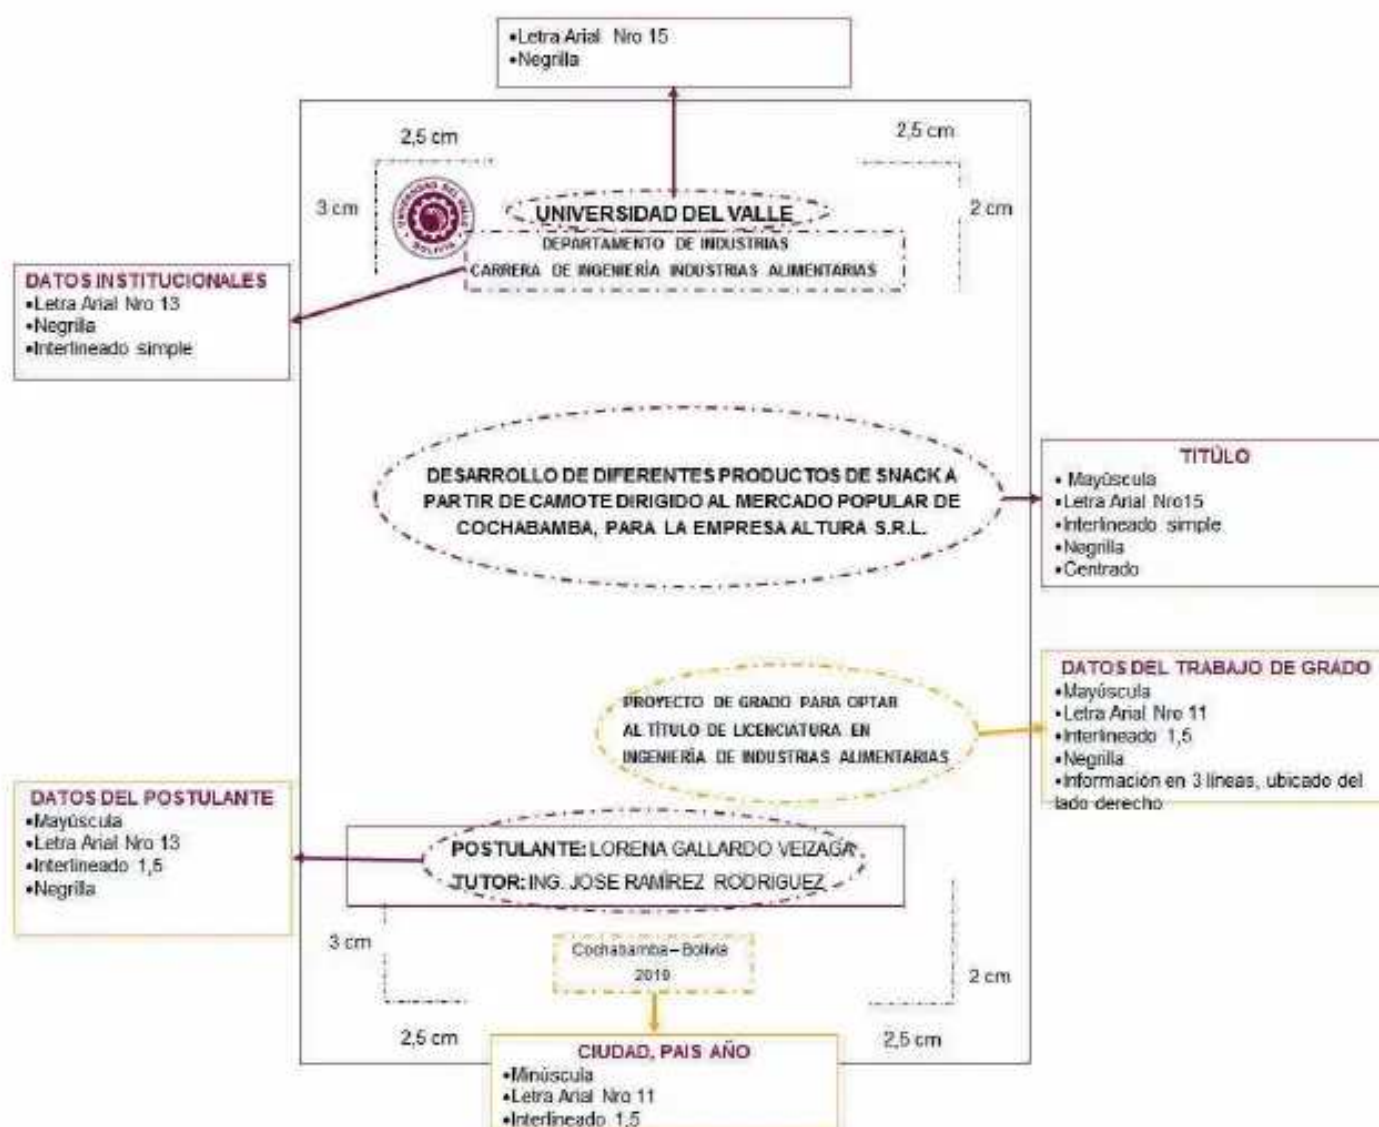 •Letra Arial Nro 15
•Negrilla
2,5 cm
2,5 cm
3 cm
2 cm
UNIVERSIDAD DEL VALLE
BOLIVIA
UNIVERSIDAD DEL VALLE
DEPARTAMENTO DE INDUSTRIAS
CARRERA DE INGENIERÍA INDUSTRIAS ALIMENTARIAS
DATOS INSTITUCIONALES
•Letra Arial Nro 13
•Negrilla
•Interlineado simple
DESARROLLO DE DIFERENTES PRODUCTOS DE SNACK A
PARTIR DE CAMOTE DIRIGIDO AL MERCADO POPULAR DE
COCHABAMBA, PARA LA EMPRESA ALTURA S.R.L.
TITÚLO
• Mayúscula
•Letra Arial Nro15
•Interlineado simple
•Negrilla
•Centrado
PROYECTO DE GRADO PARA OPTAR
AL TÍTULO DE LICENCIATURA EN
INGENIERÍA DE INDUSTRIAS ALIMENTARIAS
DATOS DEL TRABAJO DE GRADO
•Mayúscula
•Letra Arial Nro 11
•Interlineado 1,5
•Negrilla
•Información en 3 líneas, ubicado del
lado derecho
DATOS DEL POSTULANTE
•Mayúscula
•Letra Arial Nro 13
•Interlineado 1,5
•Negrilla
POSTULANTE: LORENA GALLARDO VEIZAGA
TUTOR: ING. JOSE RAMÍREZ RODRIGUEZ
3 cm
2 cm
Cochabamba – Bolivia
2019
2,5 cm
2,5 cm
CIUDAD, PAIS AÑO
•Minúscula
•Letra Arial Nro 11
•Interlineado 1,5